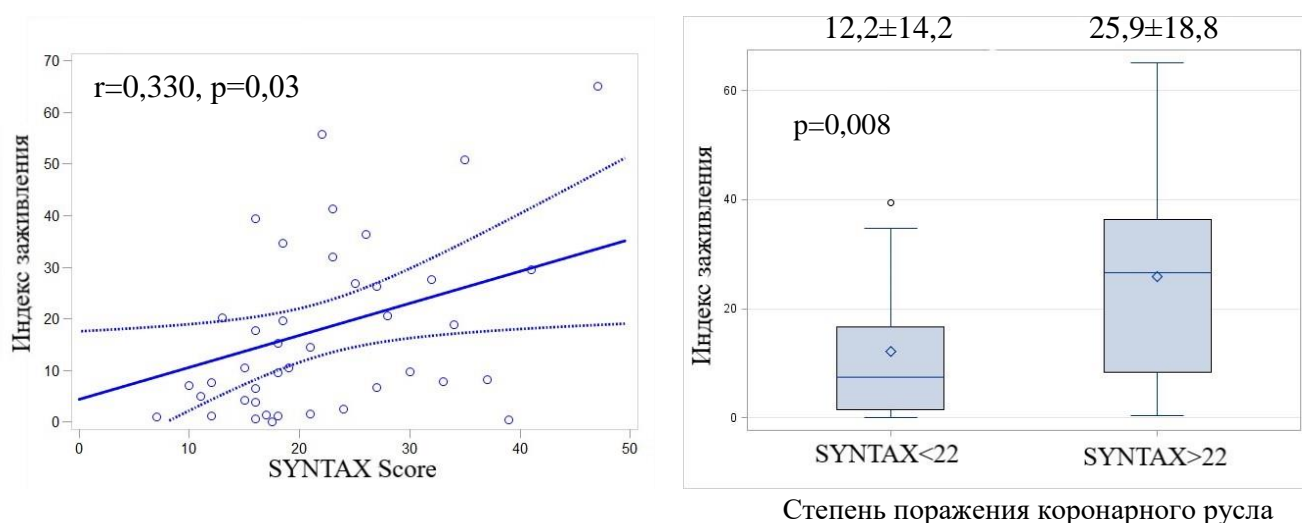 r=0,330, p=0,03
Индекс заживления
70
60
50
40
30
20
10
0
0 10 20 30 40 50
SYNTAX Score
12,2±14,2 25,9±18,8
p=0,008
Индекс заживления
60
40
20
0
SYNTAX<22 SYNTAX>22
Степень поражения коронарного русла